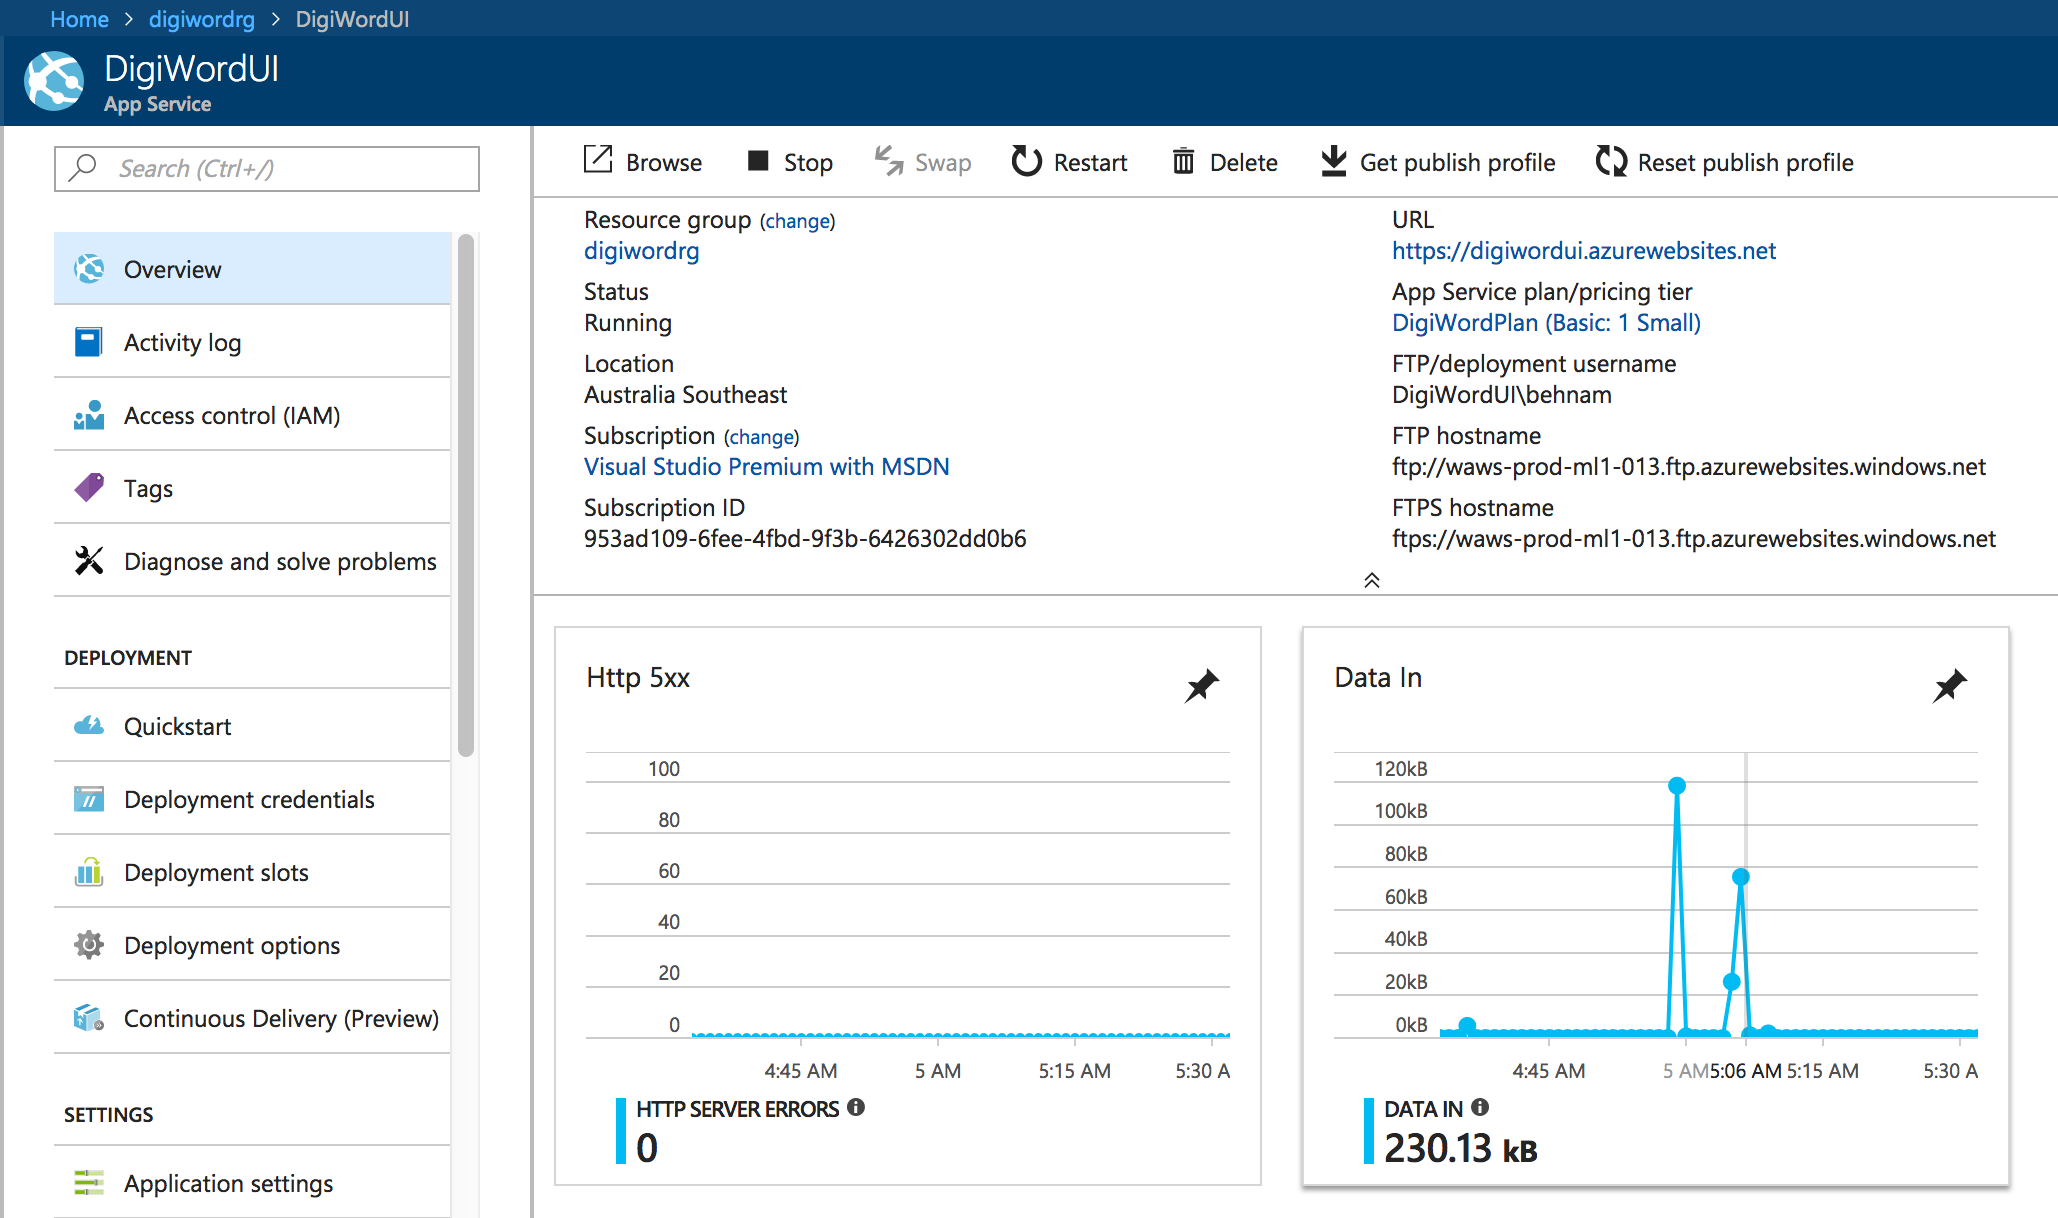 Home > digiwordrg > DigiWordUI
DigiWordUI
App Service
Search (Ctrl+/)
Overview
Activity log
Access control (IAM)
Tags
Diagnose and solve problems
DEPLOYMENT
Quickstart
Deployment credentials
Deployment slots
Deployment options
Continuous Delivery (Preview)
SETTINGS
Application settings
Browse Stop Swap Restart Delete Get publish profile Reset publish profile
Resource group (change)
digiwordrg
Status
Running
Location
Australia Southeast
Subscription (change)
Visual Studio Premium with MSDN
Subscription ID
953ad109-6fee-4fbd-9f3b-6426302dd0b6
URL
https://digiwordui.azurewebsites.net
App Service plan/pricing tier
DigiWordPlan (Basic: 1 Small)
FTP/deployment username
DigiWordUI\behnam
FTP hostname
ftp://waws-prod-ml1-013.ftp.azurewebsites.windows.net
FTPS hostname
ftps://waws-prod-ml1-013.ftp.azurewebsites.windows.net
Http 5xx
100
80
60
40
20
0
4:45 AM 5 AM 5:15 AM 5:30 A
HTTP SERVER ERRORS
0
Data In
120kB
100kB
80kB
60kB
40kB
20kB
0kB
4:45 AM 5 AM 5:06 AM 5:15 AM 5:30 A
DATA IN
230.13 kB